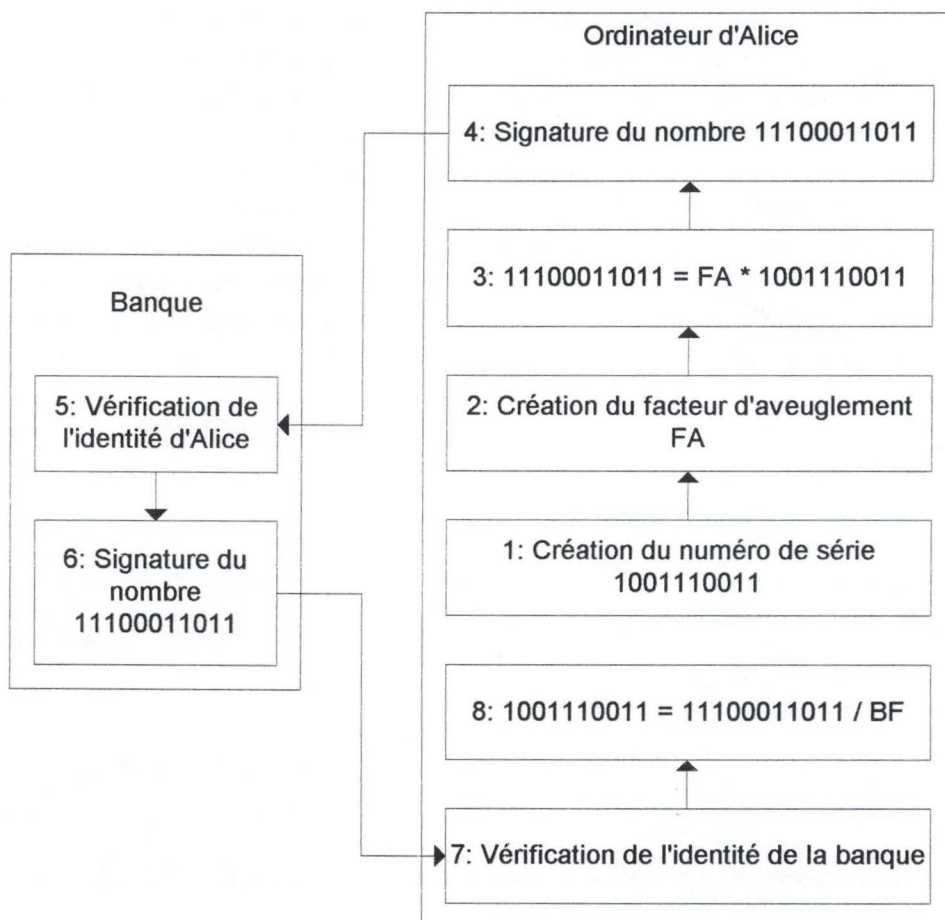 Ordinateur d'Alice
4: Signature du nombre 11100011011
3: 11100011011 = FA * 1001110011
Banque
5: Vérification de
l'identité d'Alice
2: Création du facteur d'aveuglement
FA
6: Signature du
nombre
11100011011
1: Création du numéro de série
1001110011
8: 1001110011 = 11100011011 / BF
7: Vérification de l'identité de la banque